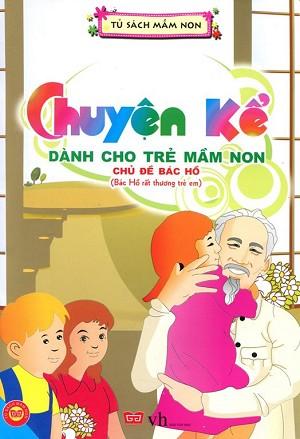 TỦ SÁCH MẦM NON
Chuyện Kể
DÀNH CHO TRẺ MẦM NON
CHỦ ĐỀ BÁC HỒ
(Bác Hồ rất thương trẻ em)
vh